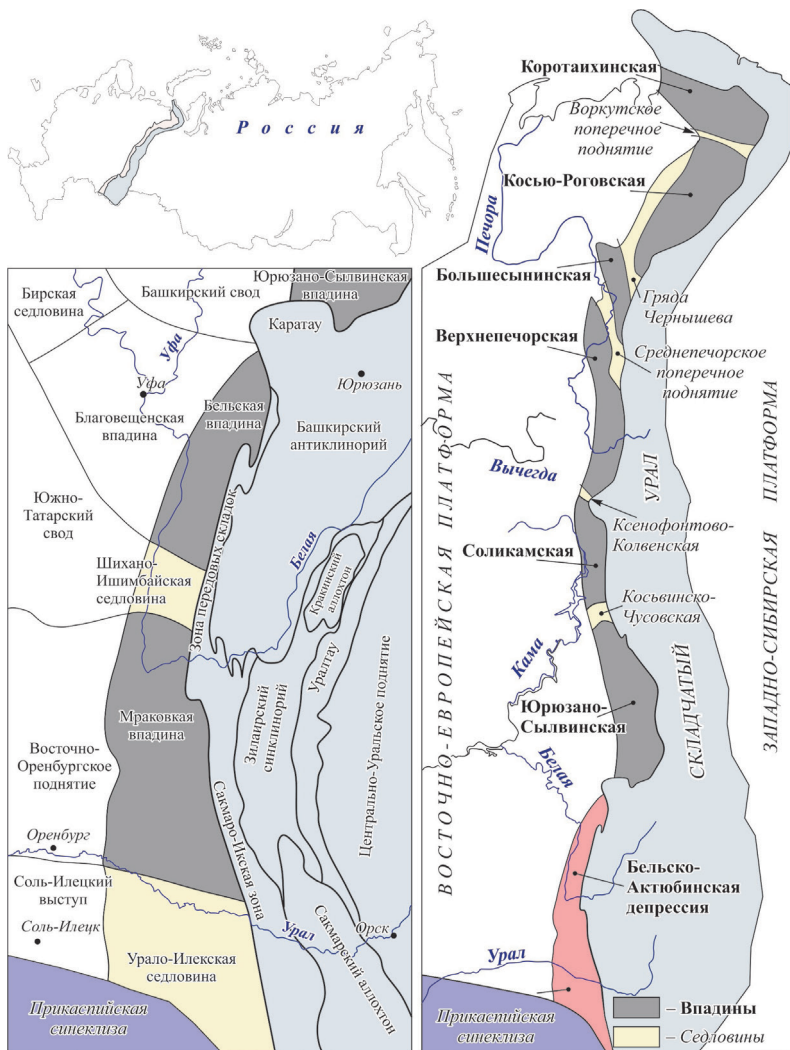 Россия
Юрюзано-Сылвинская
впадина
Башкирский свод
Бирская
седловина
Каратау
Уфа
Юрюзань
Уфа
Бельская
впадина
Благовещенская
впадина
Башкирский
антиклинорий
Южно-
Татарский
свод
Зона передовых складок
Белая
Шихано-
Ишимбайская
седловина
Кракинский
аллохтон
Зилаирский
синклинорий
Уралтау
Центрально-Уральское поднятие
Мраковкая
впадина
Восточно-
Оренбургское
поднятие
Сакмаро-Икская зона
Оренбург
Соль-Илецкий
выступ
Соль-Илецк
Урал
Орск
Сакмарский аллохтон
Урало-Илекская
седловина
Прикаспийская
синеклиза
Коротаихинская
Воркутское
поперечное
поднятие
Косью-Роговская
Печора
Большесынинская
Гряда
Чернышева
Верхнепечорская
Среднепечорское
поперечное
поднятие
ВОСТОЧНО-ЕВРОПЕЙСКАЯ ПЛАТФОРМА
СКЛАДЧАТЫЙ УРАЛ
ЗАПАДНО-СИБИРСКАЯ ПЛАТФОРМА
Вычегда
Ксенофонтово-
Колвенская
Соликамская
Косьвинско-
Чусовская
Кама
Юрюзано-
Сылвинская
Белая
Бельско-
Актюбинская
депрессия
Урал
Прикаспийская
синеклиза
– Впадины
– Седловины